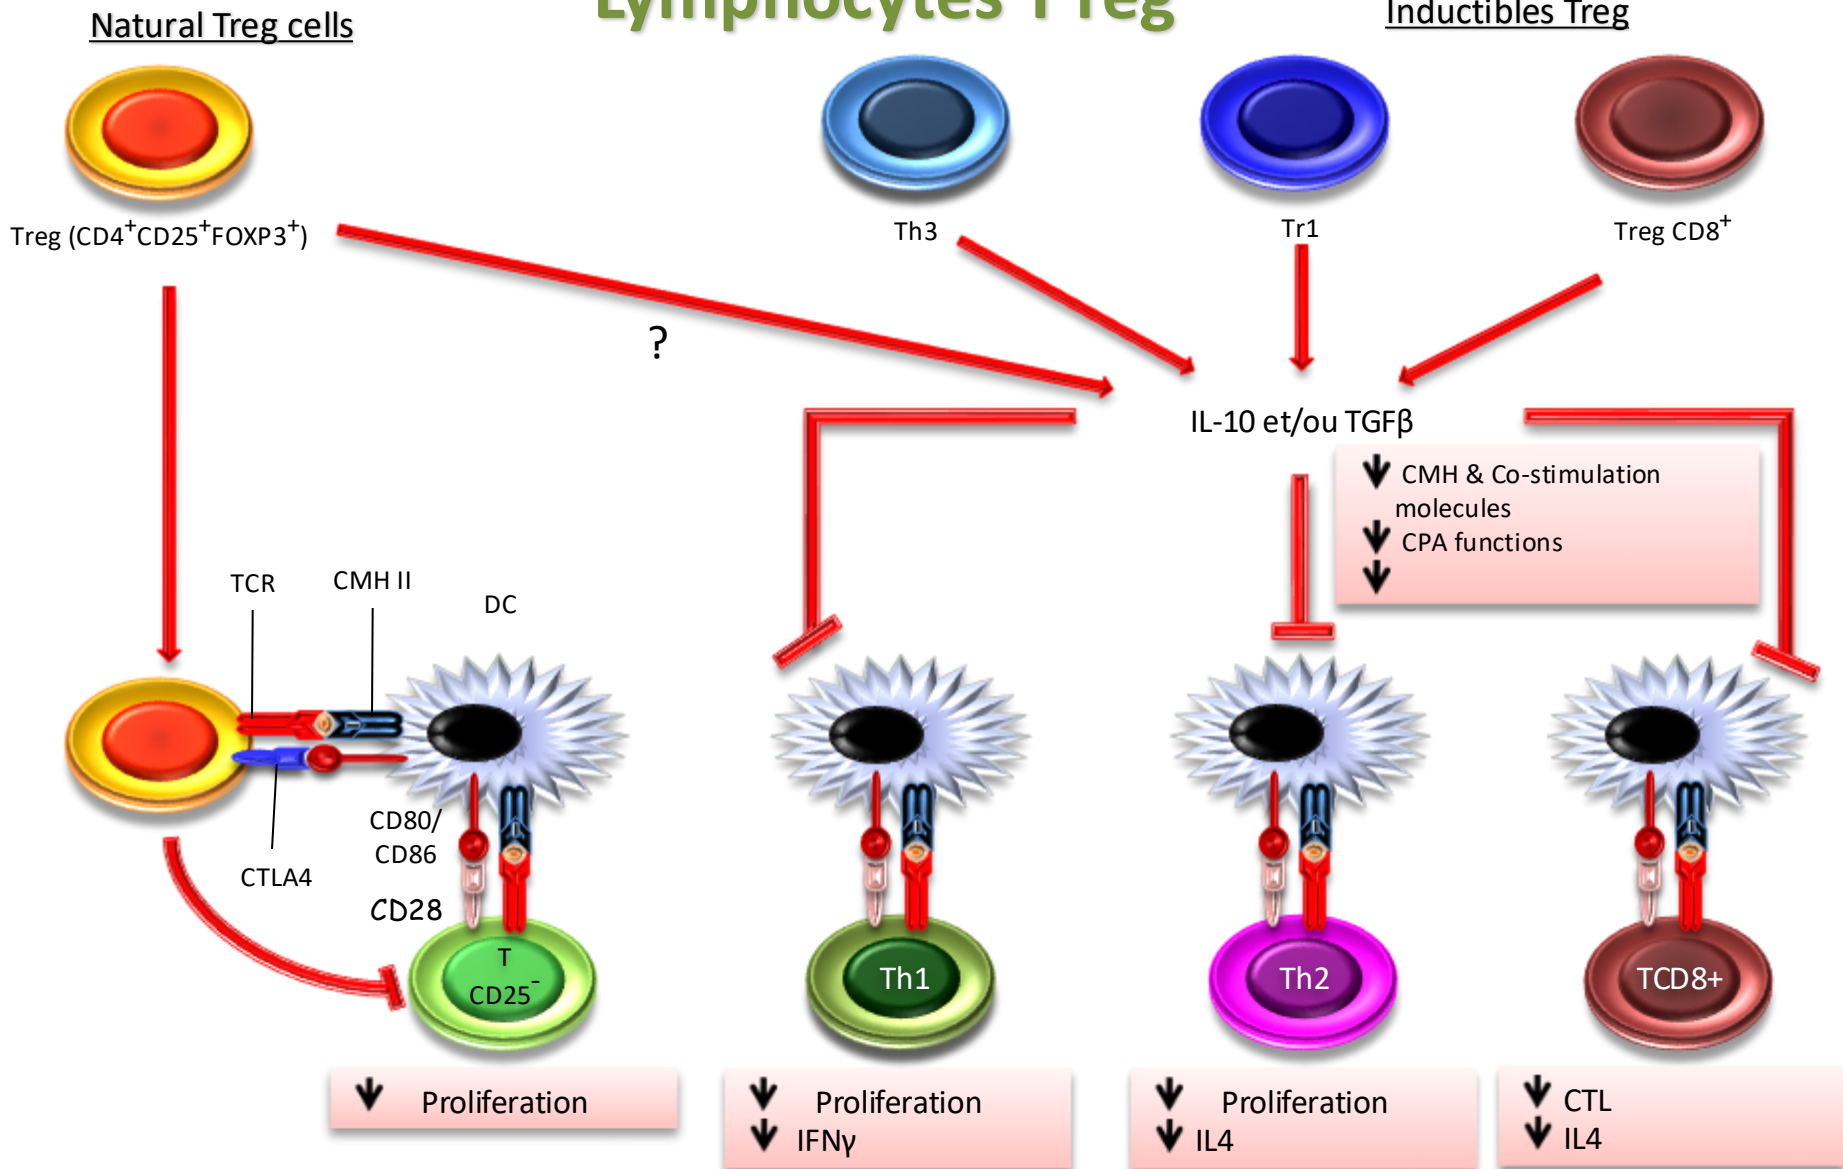 Lymphocytes T reg
Natural Treg cells
Inductibles Treg
Treg (CD4⁺CD25⁺FOXP3⁺)
Th3
Tr1
Treg CD8⁺
?
IL-10 et/ou TGFβ
CMH & Co-stimulation
molecules
CPA functions
TCR
CMH II
DC
CD80/
CD86
CTLA4
CD28
T
CD25⁻
Th1
Th2
TCD8+
Proliferation
Proliferation
IFNγ
Proliferation
IL4
CTL
IL4